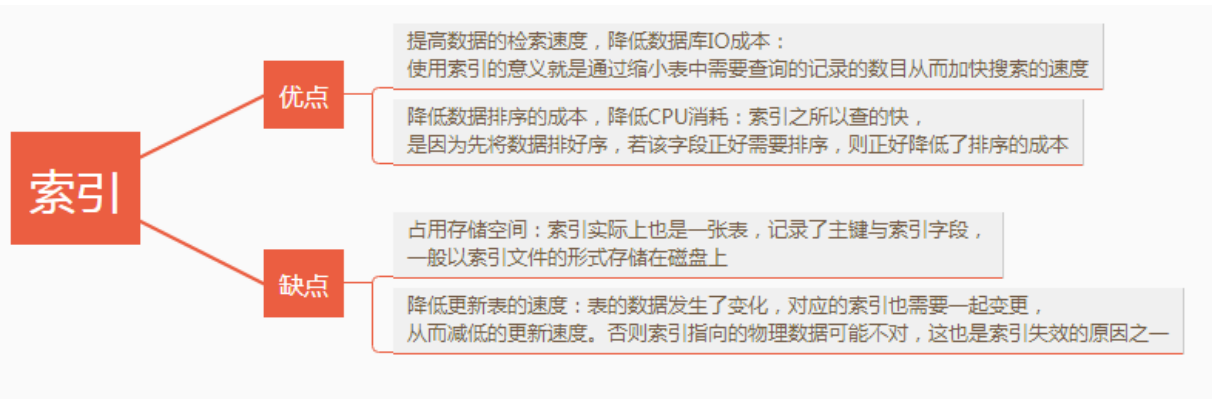 索引
优点
提高数据的检索速度，降低数据库IO成本：
使用索引的意义就是通过缩小表中需要查询的记录的数目从而加快搜索的速度
降低数据排序的成本，降低CPU消耗：索引之所以查的快，
是因为先将数据排好序，若该字段正好需要排序，则正好降低了排序的成本
缺点
占用存储空间：索引实际上也是一张表，记录了主键与索引字段，
一般以索引文件的形式存储在磁盘上
降低更新表的速度：表的数据发生了变化，对应的索引也需要一起变更，
从而减低的更新速度。否则索引指向的物理数据可能不对，这也是索引失效的原因之一